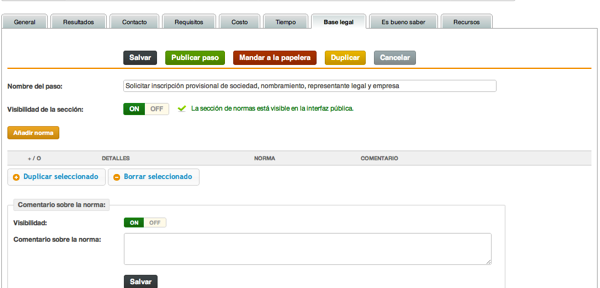 General Resultados Contacto Requisitos Costo Tiempo Base legal Es bueno saber Recursos
Salvar Publicar paso Mandar a la papelera Duplicar Cancelar
Nombre del paso: Solicitar inscripción provisional de sociedad, nombramiento, representante legal y empresa
Visibilidad de la sección: ON OFF La sección de normas está visible en la interfaz pública.
Añadir norma
+ / O DETALLES NORMA COMENTARIO
Duplicar seleccionado Borrar seleccionado
Comentario sobre la norma:
Visibilidad: ON OFF
Comentario sobre la norma:
Salvar